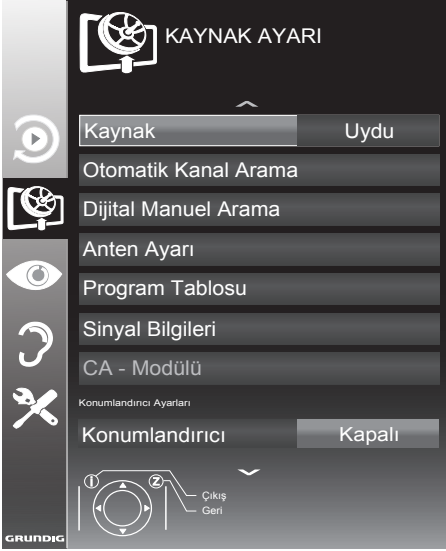 KAYNAK AYARI
Kaynak Uydu
Otomatik Kanal Arama
Dijital Manuel Arama
Anten Ayarı
Program Tablosu
Sinyal Bilgileri
CA - Modülü
Konumlandırıcı Ayarları
Konumlandırıcı Kapalı
i Z
Çıkış
Geri
GRUNDIG